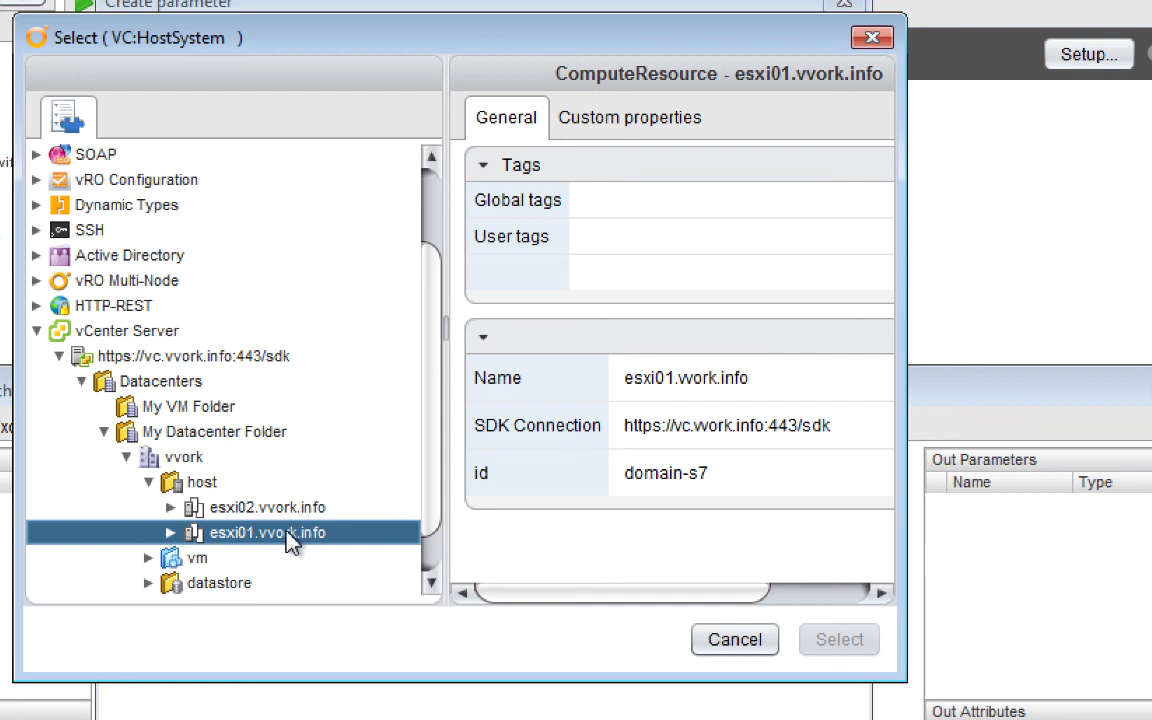 Create parameter
Select ( VC:HostSystem )
Setup...
ComputeResource - esxi01.vvork.info
General
Custom properties
SOAP
vRO Configuration
Dynamic Types
SSH
Active Directory
vRO Multi-Node
HTTP-REST
vCenter Server
https://vc.vvork.info:443/sdk
Datacenters
My VM Folder
My Datacenter Folder
vvork
host
esxi02.vvork.info
esxi01.vvork.info
vm
datastore
Tags
Global tags
User tags
Name esxi01.vvork.info
SDK Connection https://vc.vvork.info:443/sdk
id domain-s7
Cancel
Select
Out Parameters
Name Type
Out Attributes